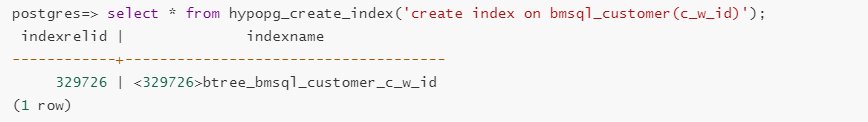 postgres=> select * from hypopg_create_index('create index on bmsql_customer(c_w_id)');
 indexrelid |              indexname
------------+-------------------------------------
     329726 | <329726>btree_bmsql_customer_c_w_id
(1 row)